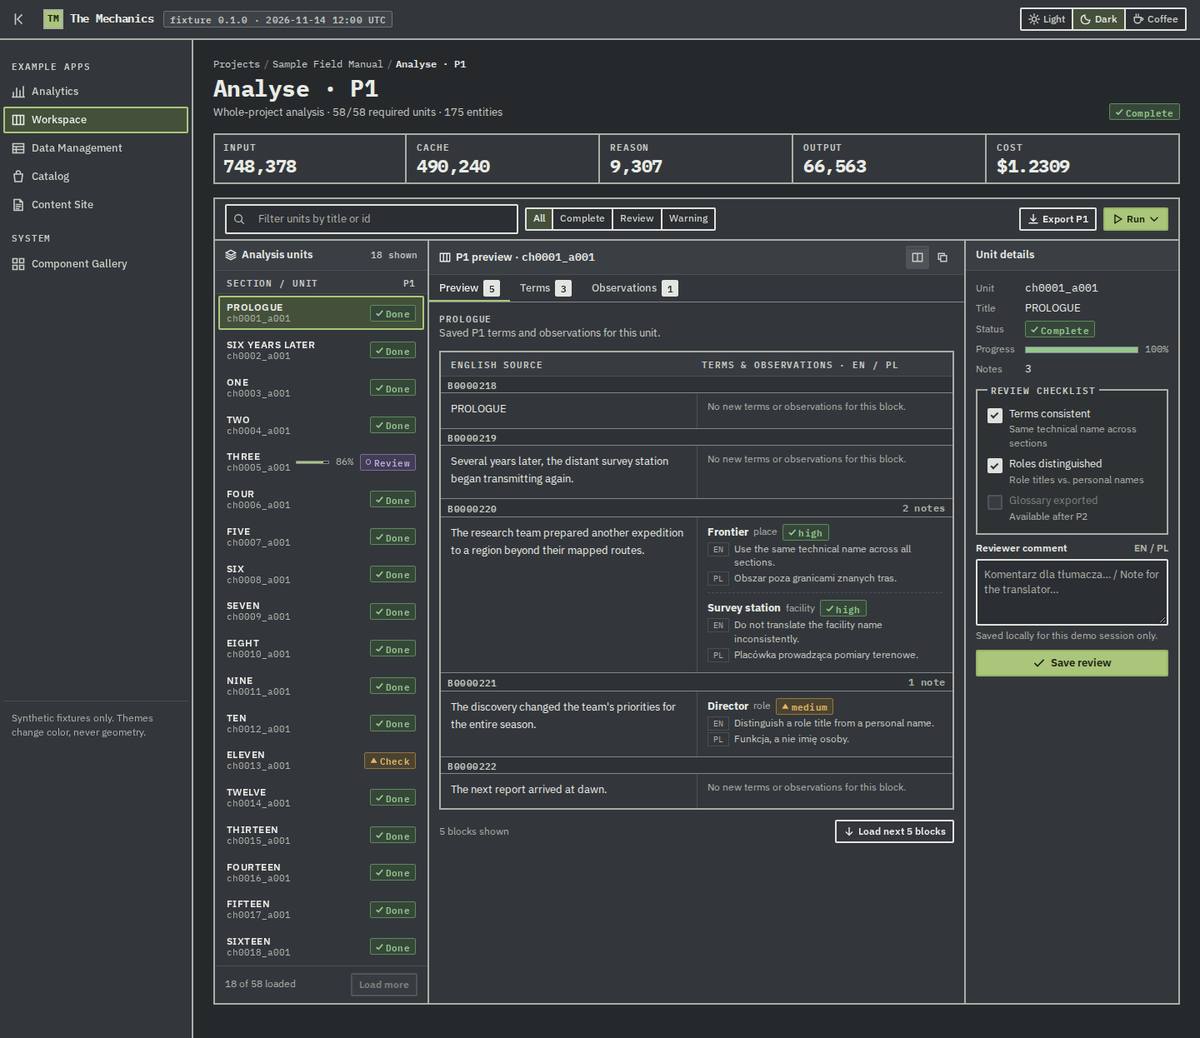 TM The Mechanics fixture 0.1.0 · 2026-11-14 12:00 UTC Light Dark Coffee
EXAMPLE APPS
Analytics
Workspace
Data Management
Catalog
Content Site
SYSTEM
Component Gallery
Synthetic fixtures only. Themes
change color, never geometry.
Projects / Sample Field Manual / Analyse · P1
Analyse · P1
Whole-project analysis · 58/58 required units · 175 entities
Complete
INPUT
748,378
CACHE
490,240
REASON
9,307
OUTPUT
66,563
COST
$1.2309
Filter units by title or id
All Complete Review Warning
Export P1 Run
Analysis units 18 shown
SECTION / UNIT P1
PROLOGUE
ch0001_a001 Done
SIX YEARS LATER
ch0002_a001 Done
ONE
ch0003_a001 Done
TWO
ch0004_a001 Done
THREE
ch0005_a001 86% Review
FOUR
ch0006_a001 Done
FIVE
ch0007_a001 Done
SIX
ch0008_a001 Done
SEVEN
ch0009_a001 Done
EIGHT
ch0010_a001 Done
NINE
ch0011_a001 Done
TEN
ch0012_a001 Done
ELEVEN
ch0013_a001 Check
TWELVE
ch0014_a001 Done
THIRTEEN
ch0015_a001 Done
FOURTEEN
ch0016_a001 Done
FIFTEEN
ch0017_a001 Done
SIXTEEN
ch0018_a001 Done
18 of 58 loaded Load more
P1 preview · ch0001_a001
Preview 5 Terms 3 Observations 1
PROLOGUE
Saved P1 terms and observations for this unit.
ENGLISH SOURCE TERMS & OBSERVATIONS · EN / PL
B0000218
PROLOGUE No new terms or observations for this block.
B0000219
Several years later, the distant survey station
began transmitting again.
No new terms or observations for this block.
B0000220 2 notes
The research team prepared another expedition
to a region beyond their mapped routes.
Frontier place high
EN Use the same technical name across all
sections.
PL Obszar poza granicami znanych tras.
Survey station facility high
EN Do not translate the facility name
inconsistently.
PL Placówka prowadząca pomiary terenowe.
B0000221 1 note
The discovery changed the team's priorities for
the entire season.
Director role medium
EN Distinguish a role title from a personal name.
PL Funkcja, a nie imię osoby.
B0000222
The next report arrived at dawn. No new terms or observations for this block.
5 blocks shown Load next 5 blocks
Unit details
Unit ch0001_a001
Title PROLOGUE
Status Complete
Progress 100%
Notes 3
REVIEW CHECKLIST
Terms consistent
Same technical name across
sections
Roles distinguished
Role titles vs. personal names
Glossary exported
Available after P2
Reviewer comment EN / PL
Komentarz dla tłumacza… / Note for
the translator…
Saved locally for this demo session only.
Save review